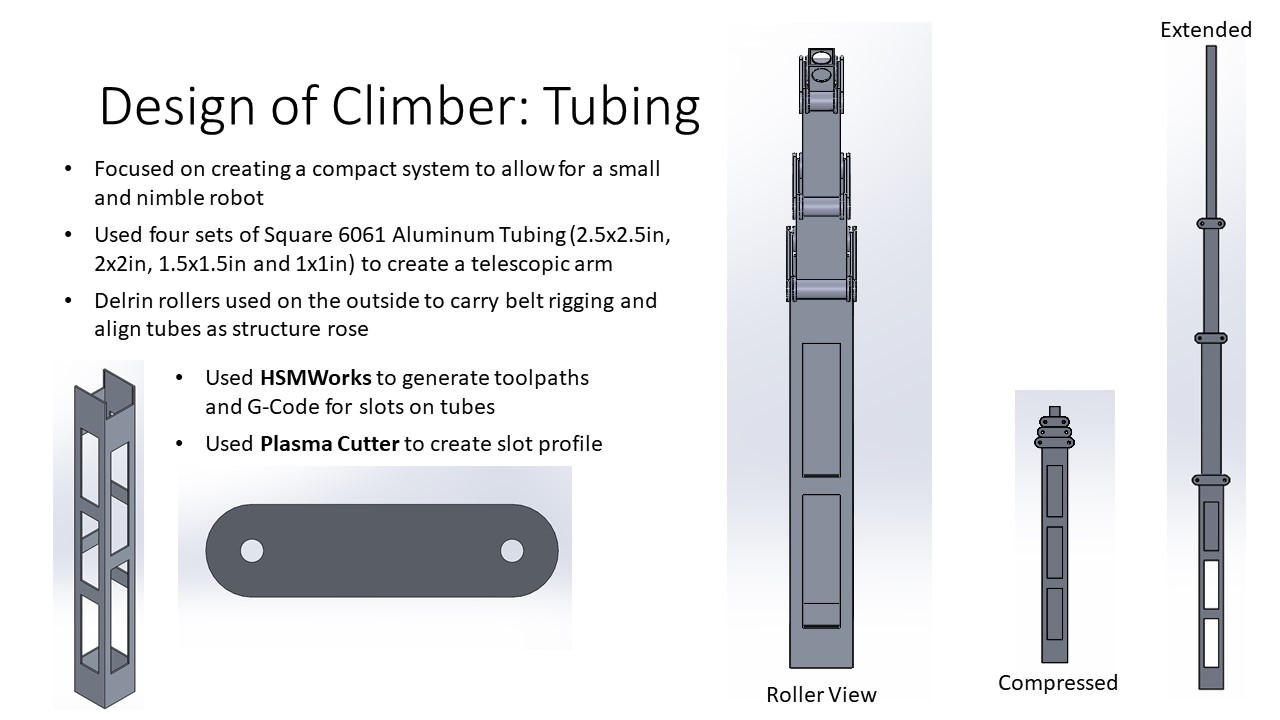 Extended
Design of Climber: Tubing
• Focused on creating a compact system to allow for a small
and nimble robot
• Used four sets of Square 6061 Aluminum Tubing (2.5x2.5in,
2x2in, 1.5x1.5in and 1x1in) to create a telescopic arm
• Delrin rollers used on the outside to carry belt rigging and
align tubes as structure rose
• Used HSMWorks to generate toolpaths
and G-Code for slots on tubes
• Used Plasma Cutter to create slot profile
Roller View
Compressed